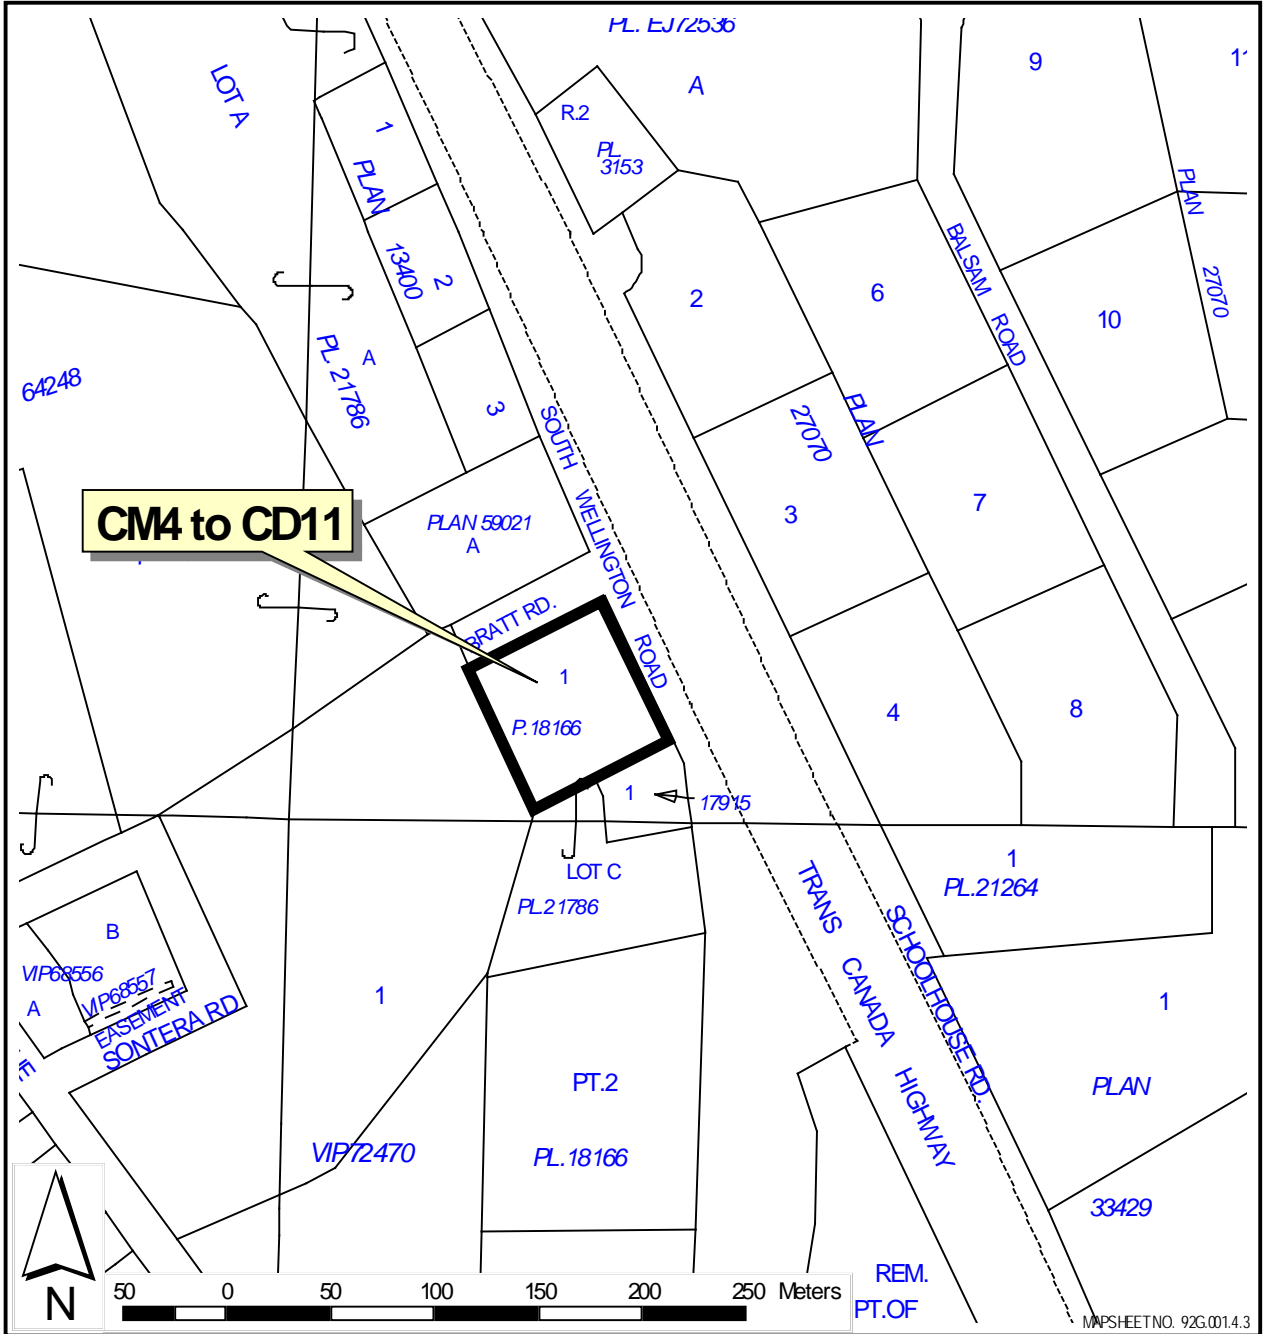 PL. EJ72536
A
9
LOT A
R.2
PL.
3153
1
PLAN
13400
2
3
PL. 21786
A
64248
2
6
BALSAM ROAD
10
PLAN
27070
PLAN
27070
3
7
4
8
SOUTH WELLINGTON ROAD
CM4 to CD11
PLAN 59021
A
BRATT RD.
1
P.18166
1
17915
LOT C
PL.21786
1
PL.21264
TRANS CANADA HIGHWAY
SCHOOLHOUSE RD.
B
VIP68556
A
VIP68557
EASEMENT
SONTERA RD
1
VIP72470
PT.2
PL.18166
1
PLAN
33429
REM.
PT.OF
N
50 0 50 100 150 200 250 Meters
MAPSHEET NO. 92G.001.4.3